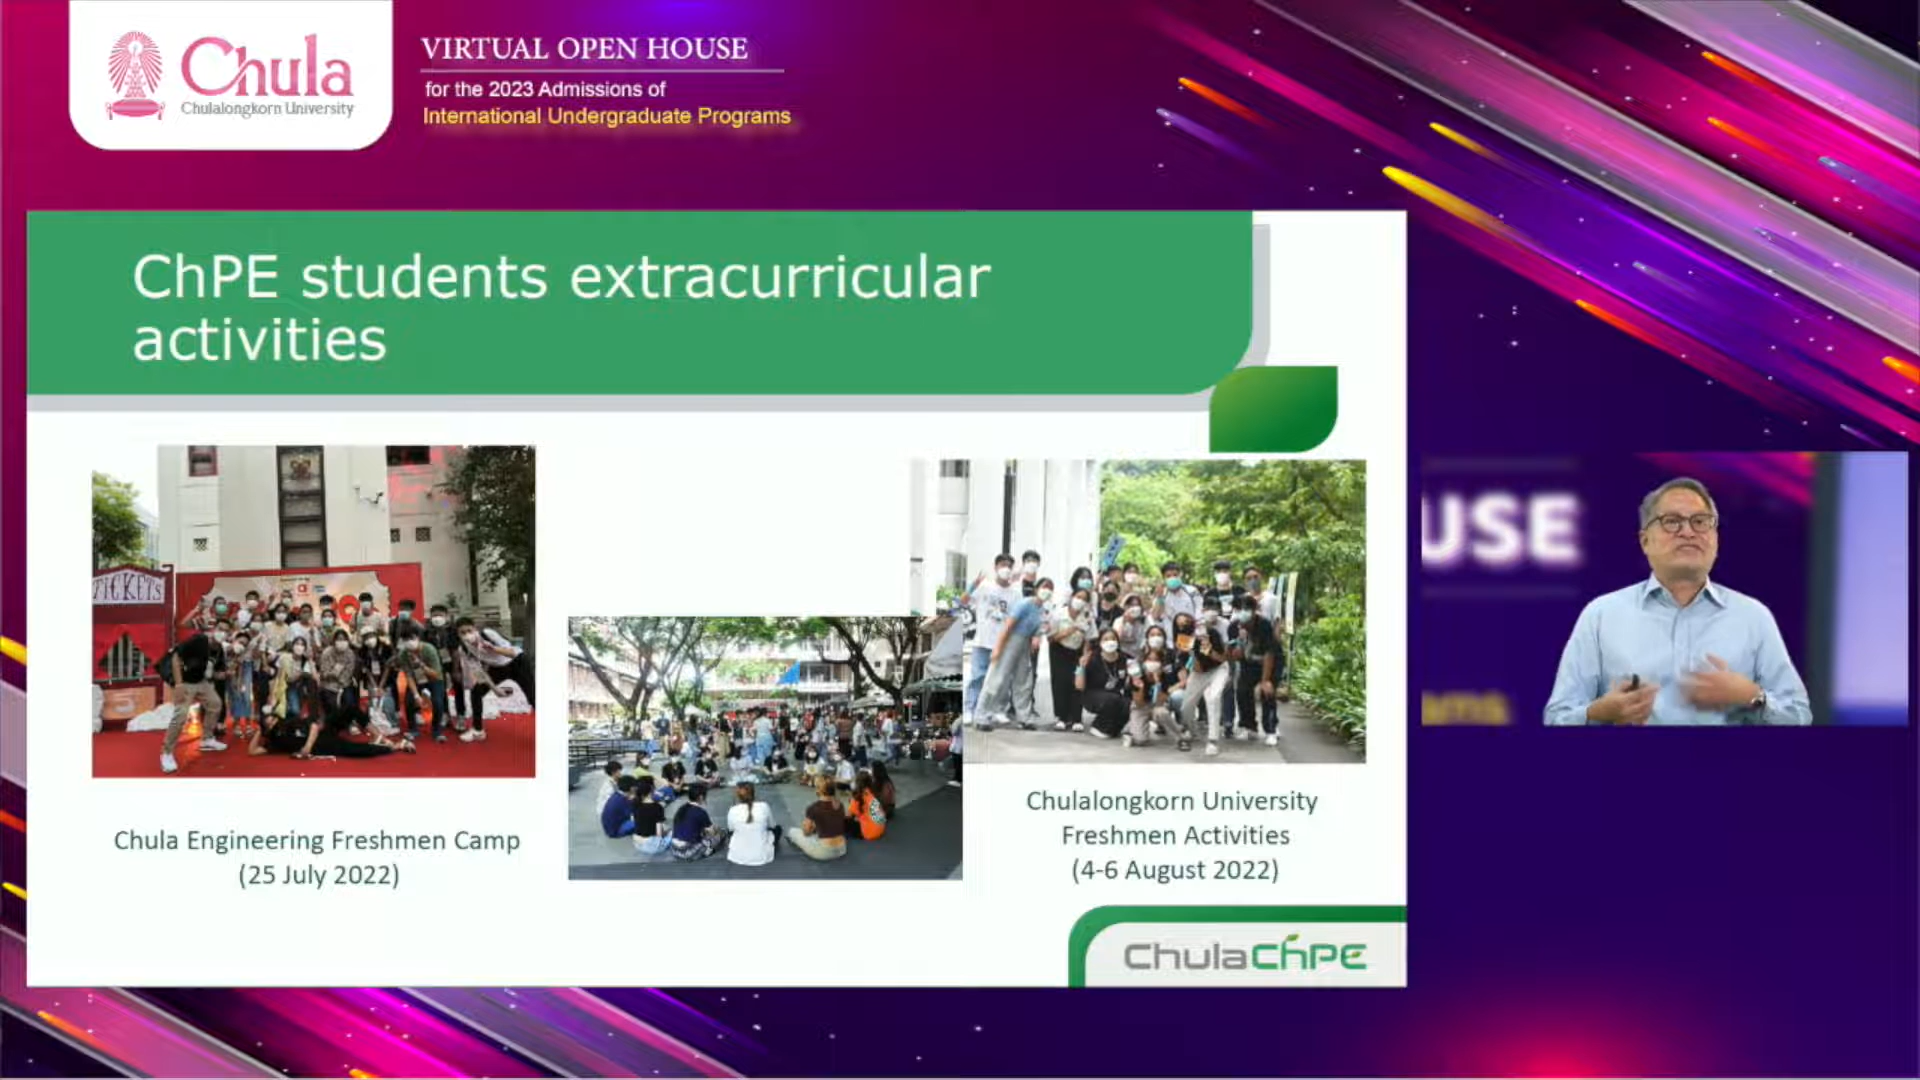 Chula
Chulalongkorn University
VIRTUAL OPEN HOUSE
for the 2023 Admissions of
International Undergraduate Programs
ChPE students extracurricular
activities
TICKETS
USE
ams
Chula Engineering Freshmen Camp
(25 July 2022)
Chulalongkorn University
Freshmen Activities
(4-6 August 2022)
ChulaChPE